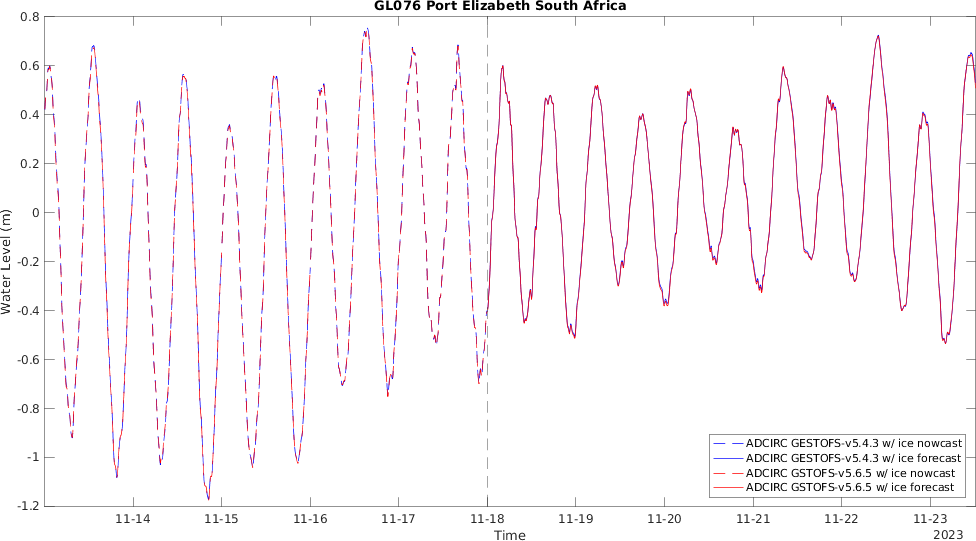 GL076 Port Elizabeth South Africa
0.8
0.6
0.4
0.2
0
-0.2
-0.4
-0.6
-0.8
-1
-1.2
Water Level (m)
11-14 11-15 11-16 11-17 11-18 11-19 11-20 11-21 11-22 11-23
Time
2023
ADCIRC GESTOFS-v5.4.3 w/ ice nowcast
ADCIRC GESTOFS-v5.4.3 w/ ice forecast
ADCIRC GSTOFS-v5.6.5 w/ ice nowcast
ADCIRC GSTOFS-v5.6.5 w/ ice forecast